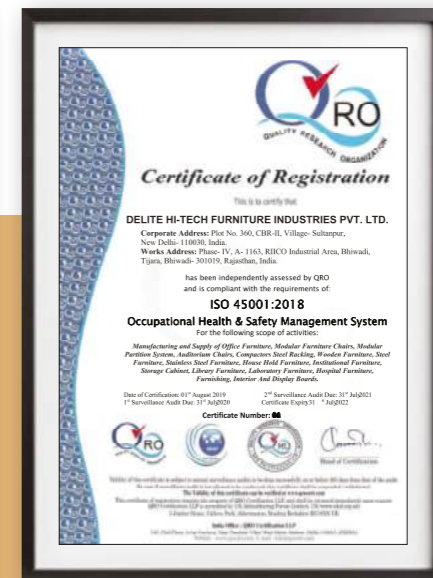 QRO
QUALITY RESEARCH ORGANIZATION
Certificate of Registration
This is to certify that
DELITE HI-TECH FURNITURE INDUSTRIES PVT. LTD.
Corporate Address: Plot No. 360, CBR-II, Village- Sultanpur,
New Delhi- 110030, India.
Works Address: Phase- IV, A- 1163, RIICO Industrial Area, Bhiwadi,
Tijara, Bhiwadi- 301019, Rajasthan, India.
has been independently assessed by QRO
and is compliant with the requirements of:
ISO 45001:2018
Occupational Health & Safety Management System
For the following scope of activities:
Manufacturing and Supply of Office Furniture, Modular Furniture Chairs, Modular
Partition System, Auditorium Chairs, Compactors Steel Racking, Wooden Furniture, Steel
Furniture, Stainless Steel Furniture, House Hold Furniture, Institutional Furniture,
Storage Cabinet, Library Furniture, Laboratory Furniture, Hospital Furniture,
Furnishing, Interior And Display Boards.
Date of Certification: 01st August 2019 2nd Surveillance Audit Due: 31st July2021
1st Surveillance Audit Due: 31st July2020 Certificate Expiry31 st July2022
Certificate Number:
QRO
Head of Certification
The Validity of this certificate can be verified at
India Office : QRO Certification LLP